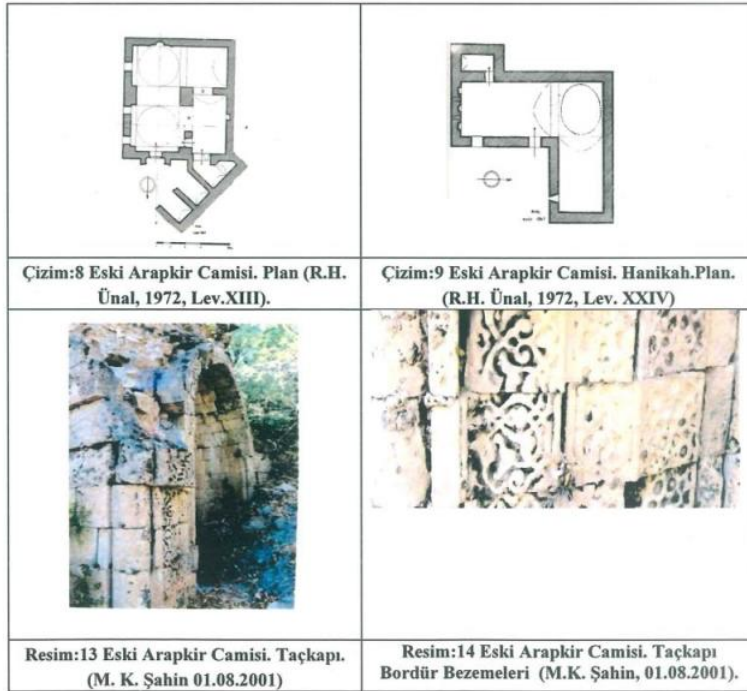 Çizim:8 Eski Arapkir Camisi. Plan (R.H.
Ünal, 1972, Lev.XIII).
Çizim:9 Eski Arapkir Camisi. Hanikah.Plan.
(R.H. Ünal, 1972, Lev. XXIV)
Resim:13 Eski Arapkir Camisi. Taçkapı.
(M. K. Şahin 01.08.2001)
Resim:14 Eski Arapkir Camisi. Taçkapı
Bordür Bezemeleri (M.K. Şahin, 01.08.2001).